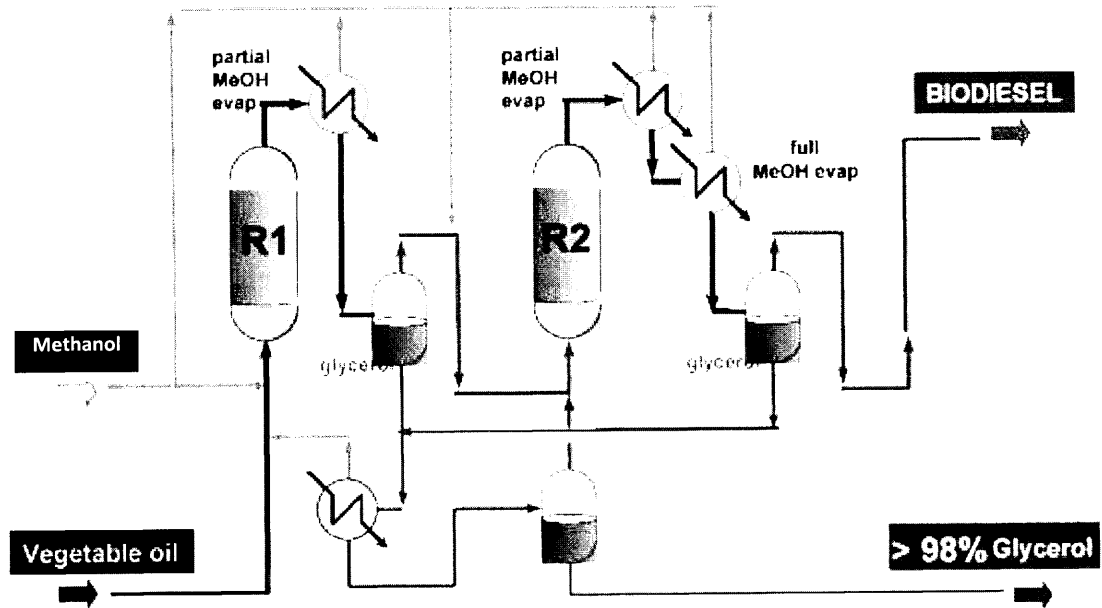 partial
MeOH
evap
partial
MeOH
evap
BIODIESEL
full
MeOH evap
R1
R2
Methanol
glycerol
glycerol
Vegetable oil
> 98% Glycerol